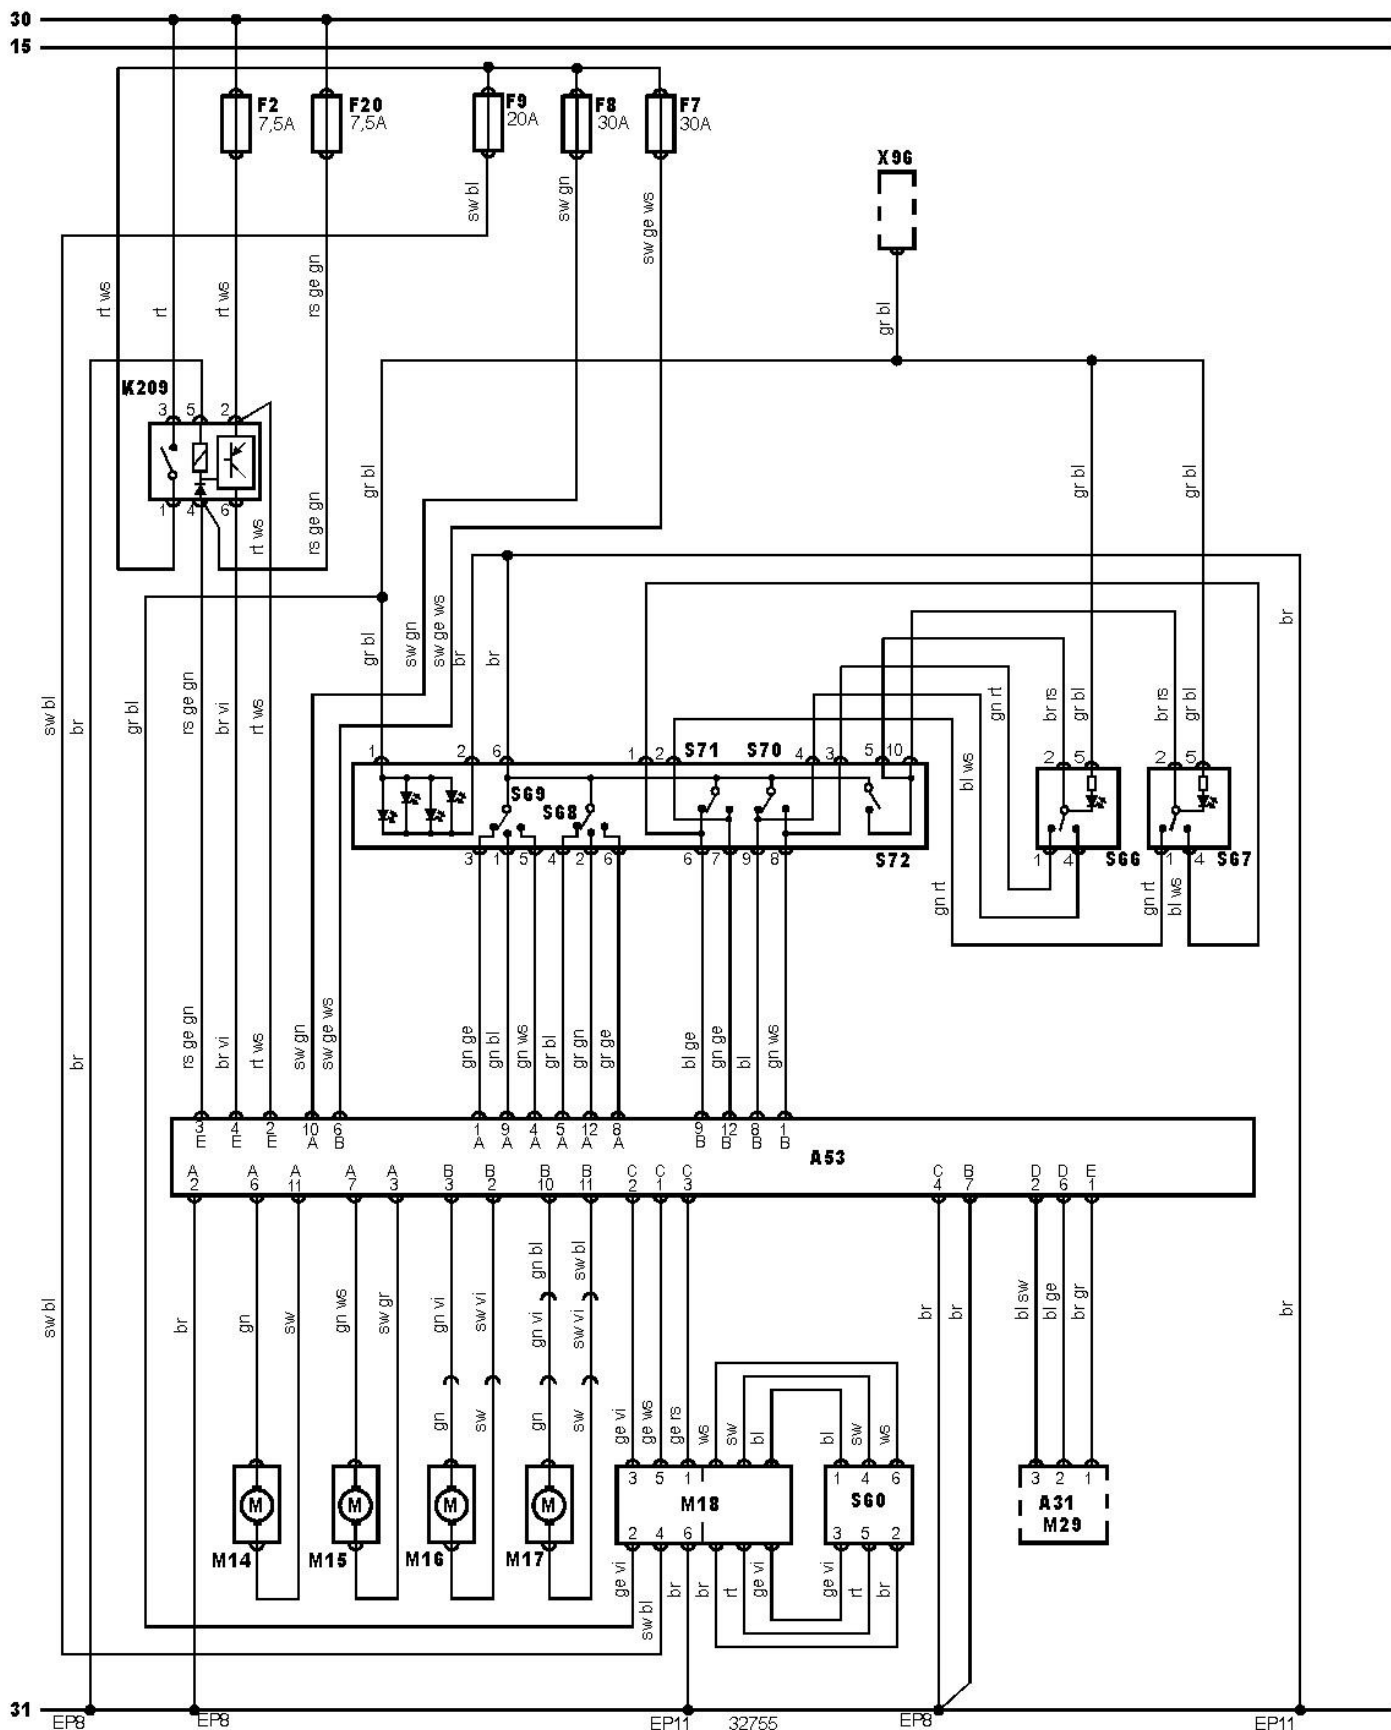 30
15
F2
7,5A
F20
7,5A
F9
20A
F8
30A
F7
30A
X96
sw bl
sw gn
sw ge ws
rt ws
rt
rt ws
rs ge gn
gr bl
K209
3 5 2
1 4 6
rt ws
rs ge gn
gr bl
gr bl
gr bl
sw bl
br
gr bl
rs ge gn
br vi
rt ws
gr bl
sw gn
sw ge ws
br
br
gn rt
br rs
gr bl
br rs
gr bl
br
bl ws
1 2 6 1 2 S71 S70 4 3 5 10
2 5 2 5
S69
S68
3 1 5 4 2 6 6 7 9 8 S72
1 4 S66 1 4 S67
gn rt
gn rt
bl ws
br
rs ge gn
br vi
rt ws
sw gn
sw ge ws
gn ge
gn bl
gn ws
gr bl
gr gn
gr ge
bl ge
gn ge
bl
gn ws
3 4 2 10 6 1 9 4 5 12 8 9 12 8 1
E E E A B A A A A A A B B B B
A53
A A A A A B B B B C C C C B D D E
2 6 11 7 3 3 2 10 11 2 1 3 4 7 2 6 1
sw bl
br
gn
sw
gn ws
sw gr
gn vi
sw vi
gn bl
sw bl
gn vi
sw vi
br
br
bl sw
bl ge
br gr
br
gn
sw
gn
sw
ge vi
ge ws
ge rs
ws
sw
bl
bl
sw
ws
3 5 1 1 4 6 3 2 1
M
M
M
M
M18
S60
A31
M29
2 4 6 3 5 2
M14
M15
M16
M17
ge vi
sw bl
br
br
rt
ge vi
ge vi
rt
br
31
EP8
EP8
EP11
32755
EP8
EP11